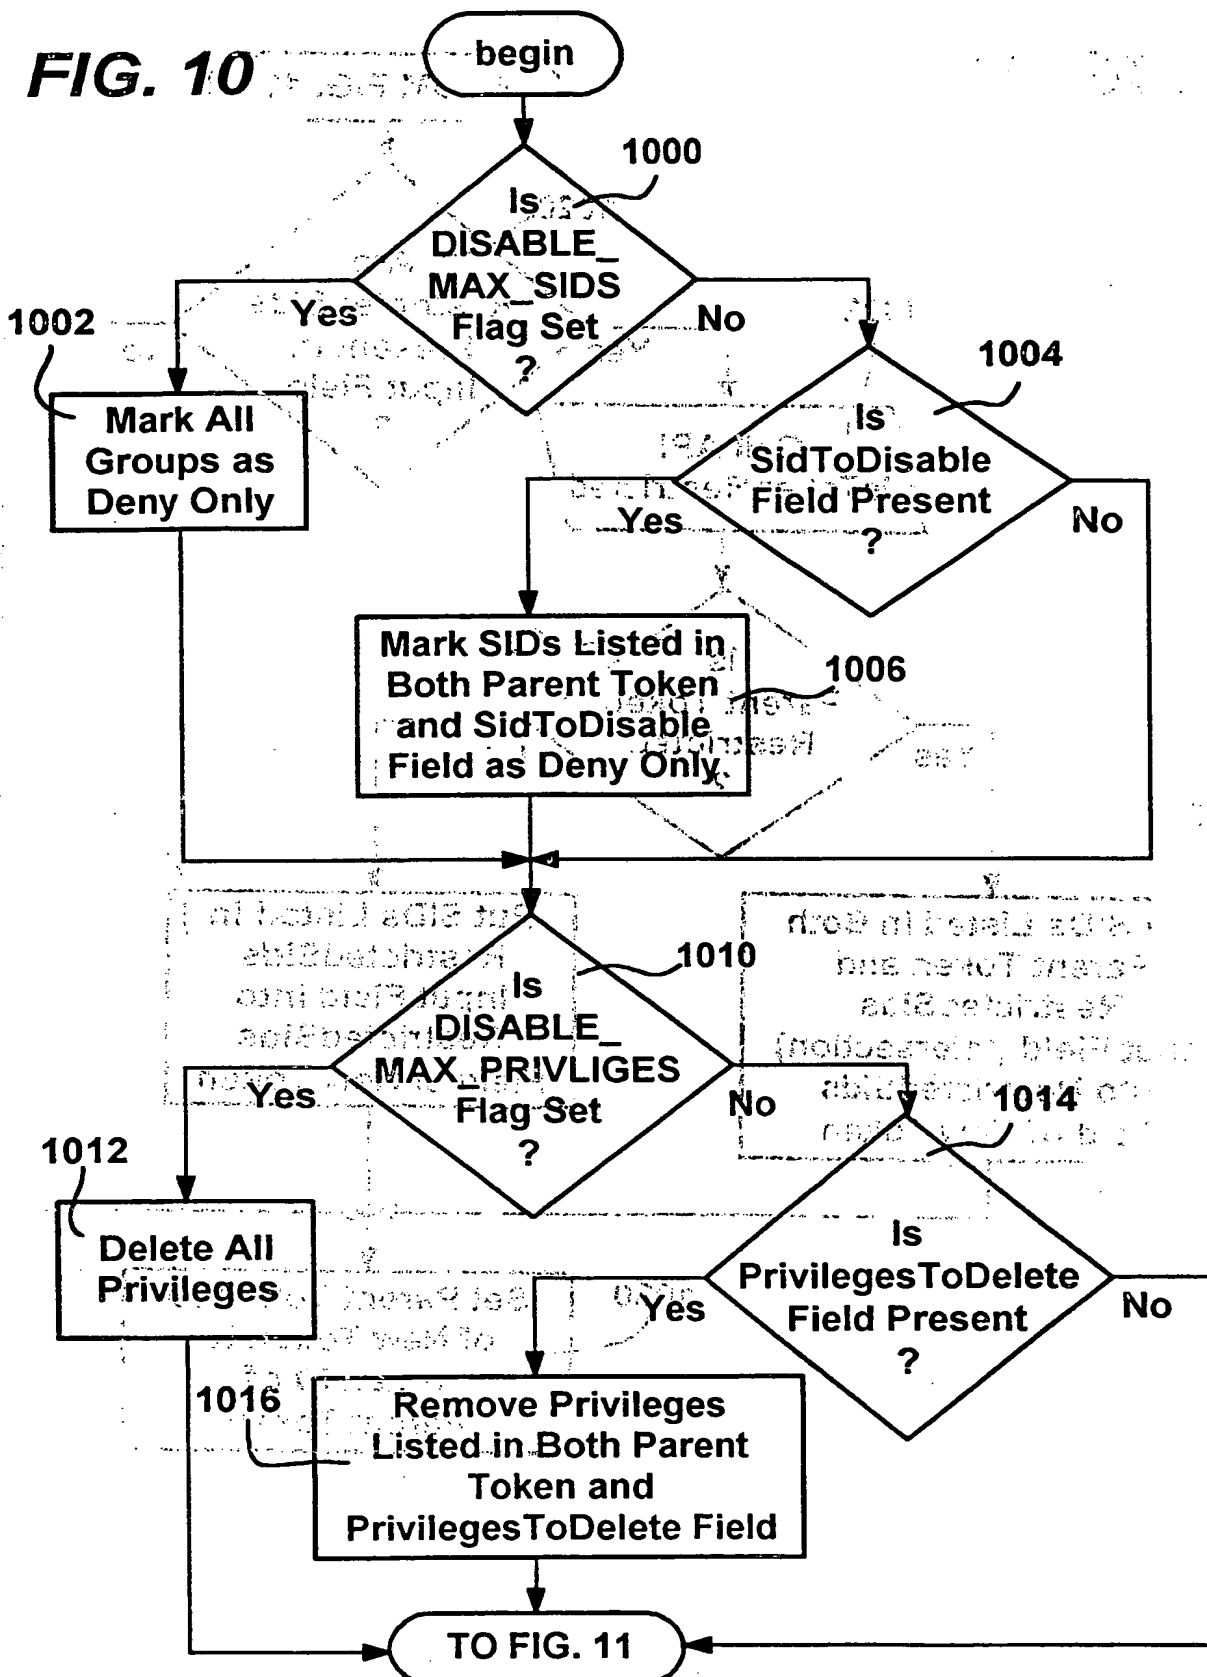 FIG. 10
begin
1000
Is
DISABLE_
MAX_SIDS
Flag Set
?
Yes
No
1002
Mark All
Groups as
Deny Only
1004
Is
SidToDisable
Field Present
?
Yes
No
Mark SIDs Listed in
Both Parent Token
and SidToDisable
Field as Deny Only
1006
1010
Is
DISABLE_
MAX_PRIVLIGES
Flag Set
?
Yes
No
1012
Delete All
Privileges
1014
Is
PrivilegesToDelete
Field Present
?
Yes
No
1016
Remove Privileges
Listed in Both Parent
Token and
PrivilegesToDelete Field
TO FIG. 11